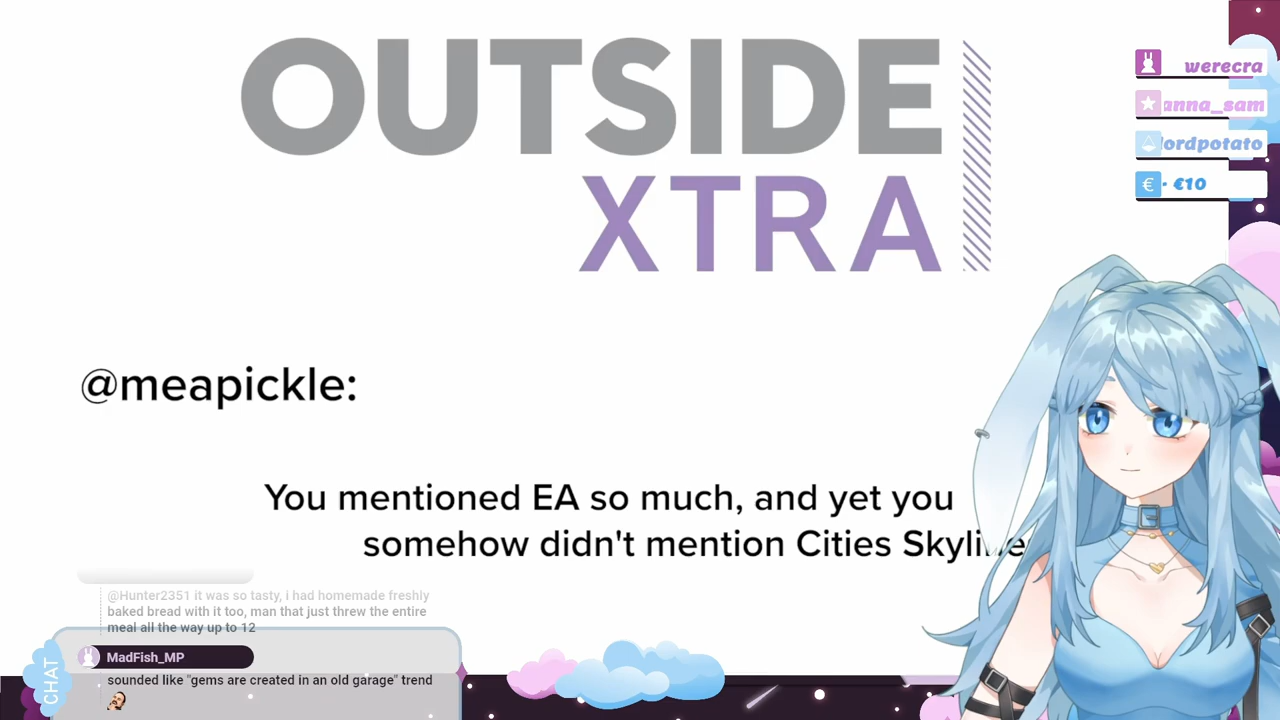 OUTSIDE
XTRA
werecra
anna_sam
lordpotato
€ - €10
@meapickle:
You mentioned EA so much, and yet you
somehow didn't mention Cities Skylines
@Hunter2351 it was so tasty, i had homemade freshly
baked bread with it too, man that just threw the entire
meal all the way up to 12
CHAT
MadFish_MP
sounded like "gems are created in an old garage" trend